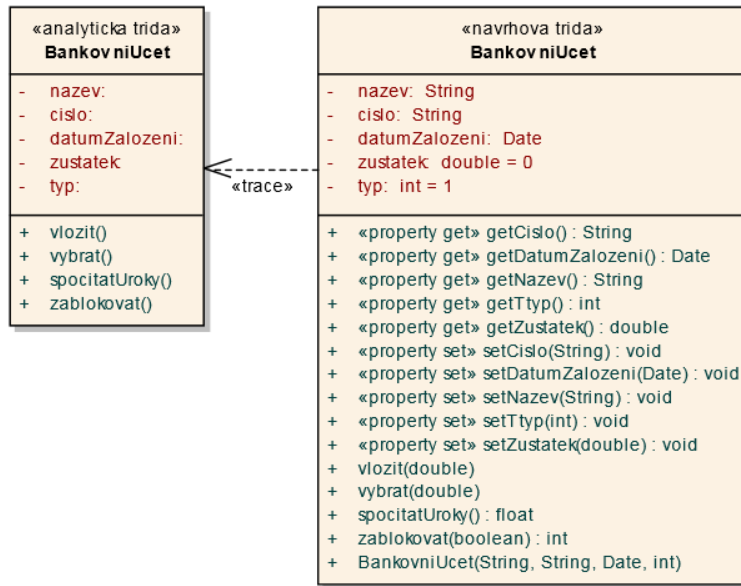 «analyticka trida»
BankovniUcet
- nazev:
- cislo:
- datumZalozeni:
- zustatek:
- typ:
+ vlozit()
+ vybrat()
+ spocitatUroky()
+ zablokovat()
«trace»
«navrhova trida»
BankovniUcet
- nazev: String
- cislo: String
- datumZalozeni: Date
- zustatek: double = 0
- typ: int = 1
+ «property get» getCislo() : String
+ «property get» getDatumZalozeni() : Date
+ «property get» getNazev() : String
+ «property get» getTtyp() : int
+ «property get» getZustatek() : double
+ «property set» setCislo(String) : void
+ «property set» setDatumZalozeni(Date) : void
+ «property set» setNazev(String) : void
+ «property set» setTtyp(int) : void
+ «property set» setZustatek(double) : void
+ vlozit(double)
+ vybrat(double)
+ spocitatUroky() : float
+ zablokovat(boolean) : int
+ BankovniUcet(String, String, Date, int)